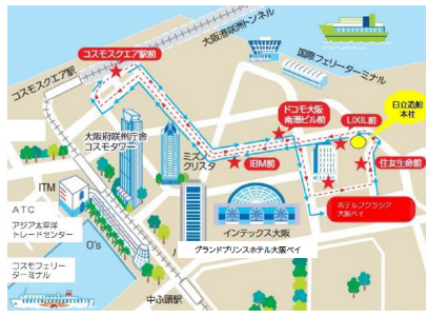 大阪港咲洲トンネル
コスモスクエア駅前
コスモスクエア駅
国際フェリーターミナル
日立造船
本社
ドコモ大阪
南港ビル前
LIXIL前
大阪府咲州庁舎
コスモタワー
ミズノ
クリスタ
IBM前
住友生命前
ITM
ホテルフクラシア
大阪ベイ
ATC
アジア太平洋
トレードセンター
インテックス大阪
O's
グランドプリンスホテル大阪ベイ
コスモフェリー
ターミナル
中ふ頭駅